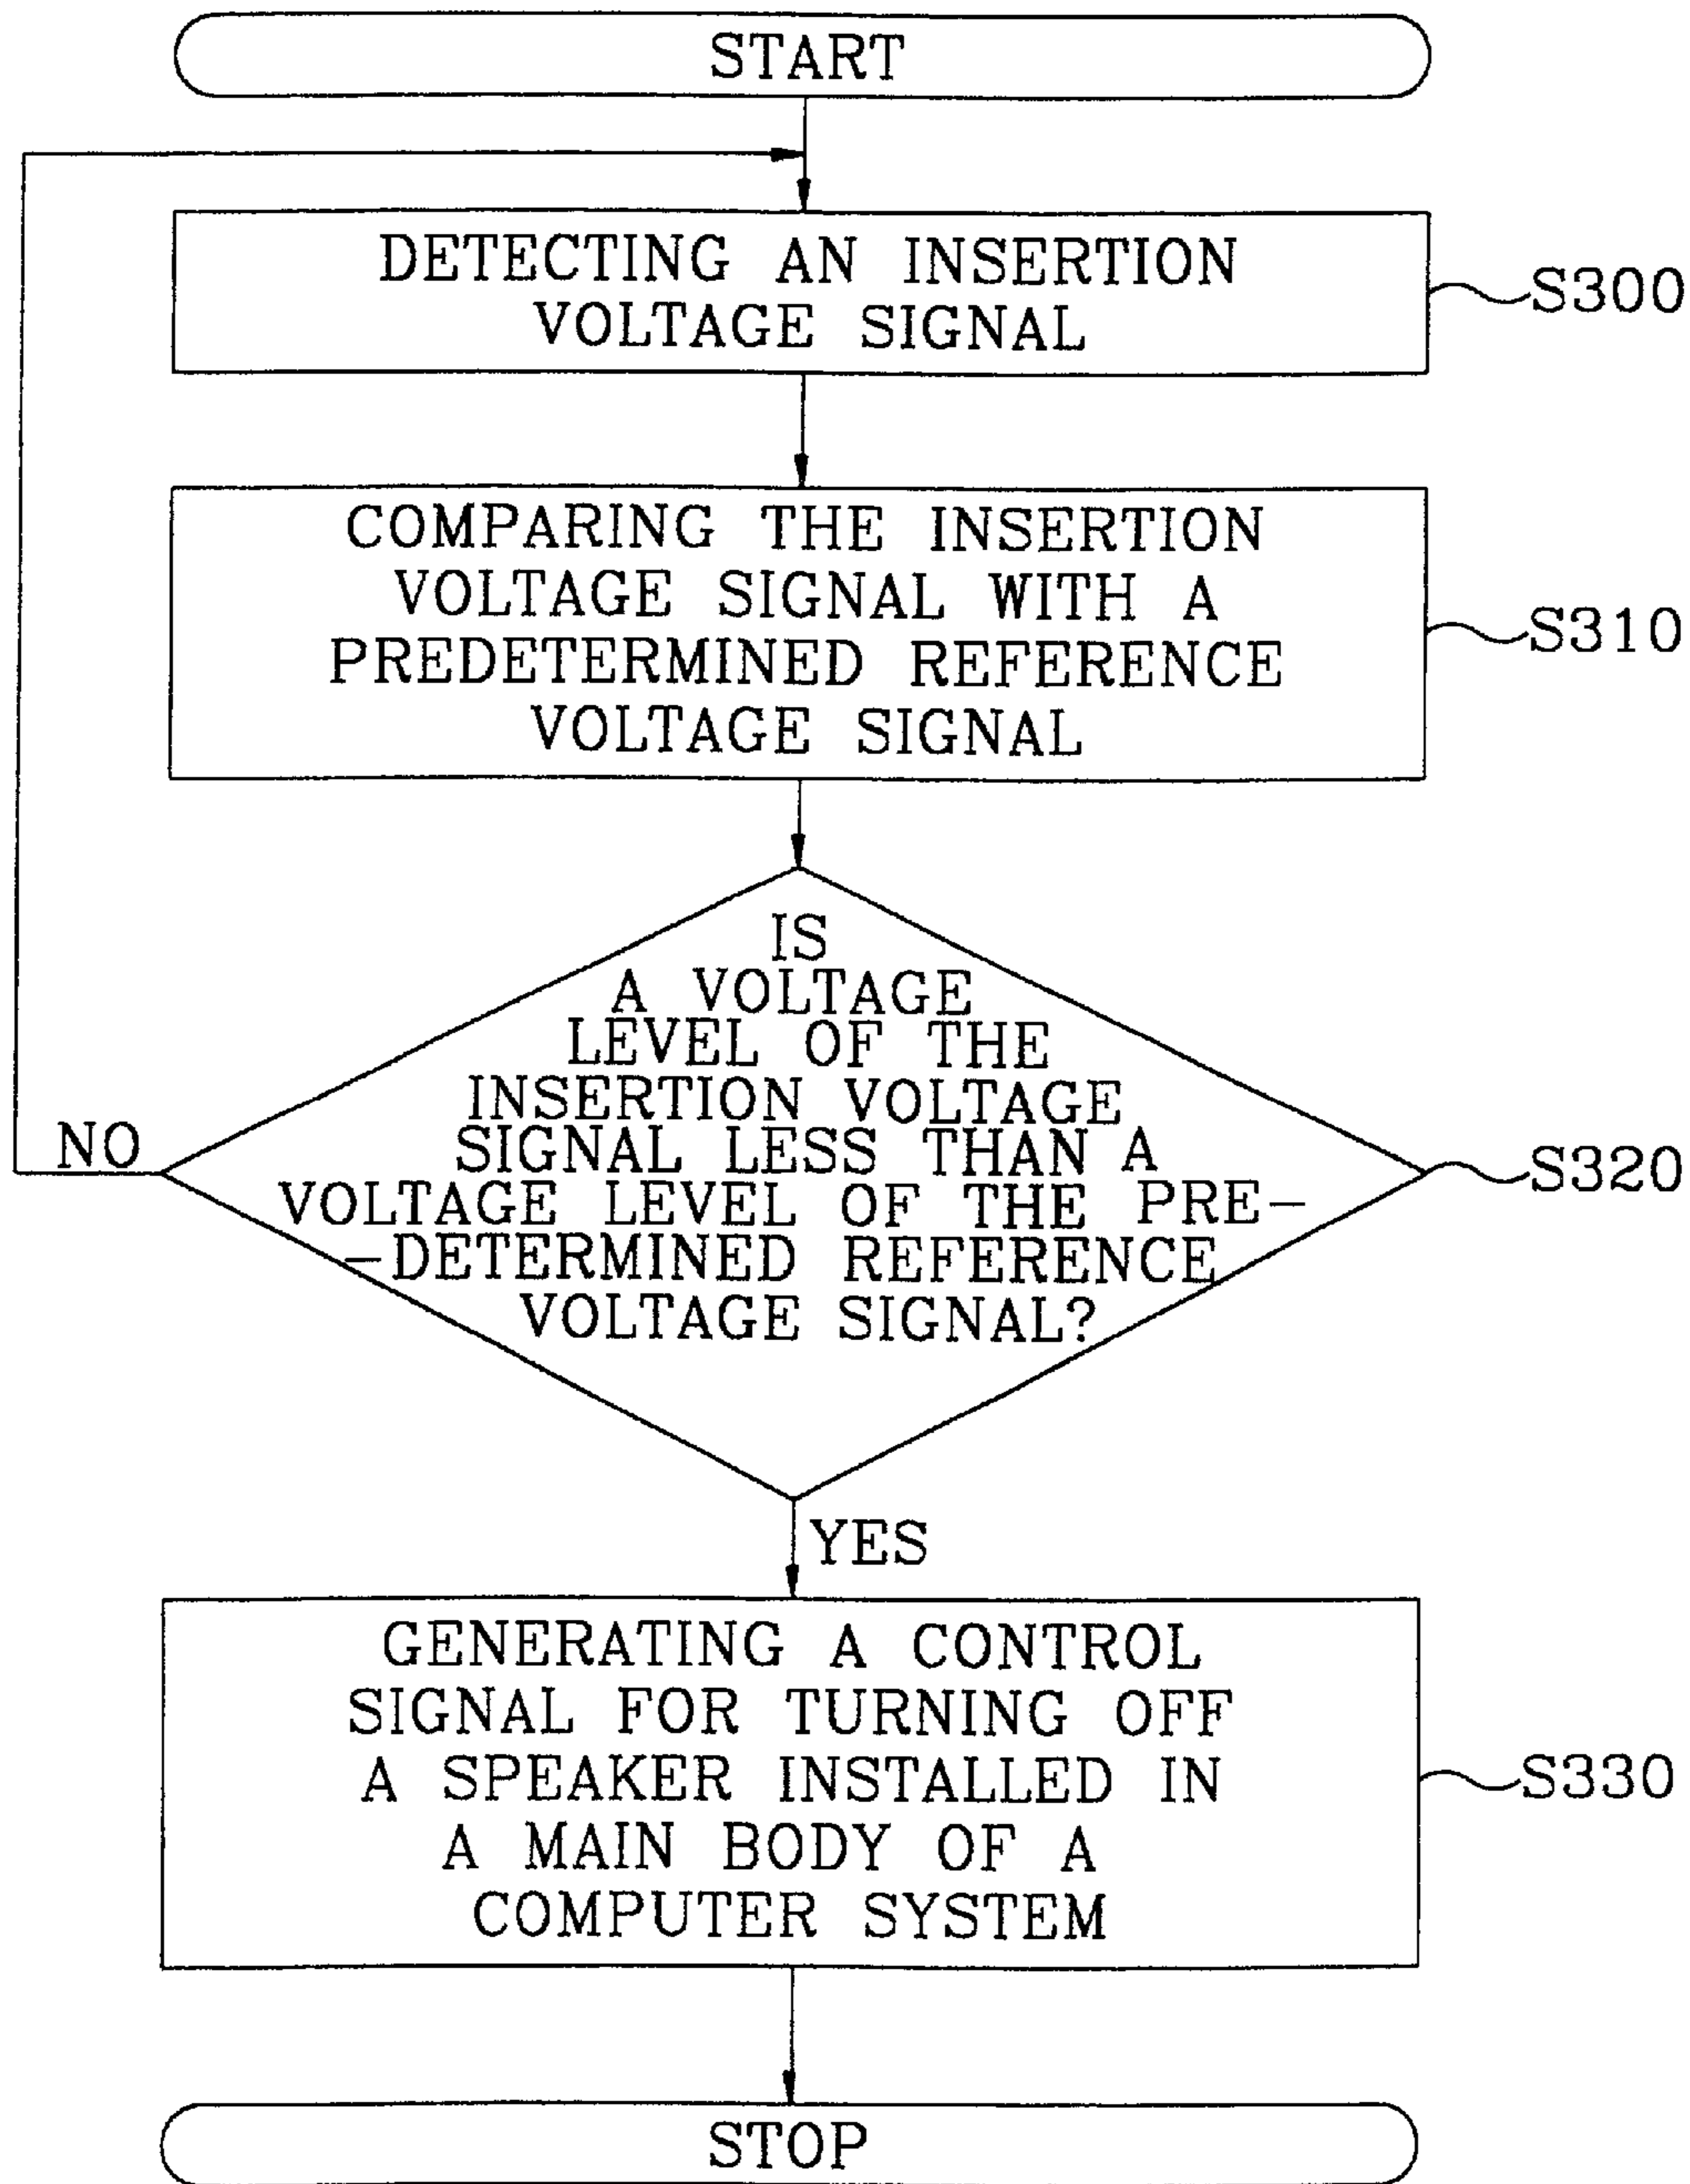 START
DETECTING AN INSERTION
VOLTAGE SIGNAL
S300
COMPARING THE INSERTION
VOLTAGE SIGNAL WITH A
PREDETERMINED REFERENCE
VOLTAGE SIGNAL
S310
IS
A VOLTAGE
LEVEL OF THE
INSERTION VOLTAGE
SIGNAL LESS THAN A
VOLTAGE LEVEL OF THE PRE-
-DETERMINED REFERENCE
VOLTAGE SIGNAL?
NO
S320
YES
GENERATING A CONTROL
SIGNAL FOR TURNING OFF
A SPEAKER INSTALLED IN
A MAIN BODY OF A
COMPUTER SYSTEM
S330
STOP